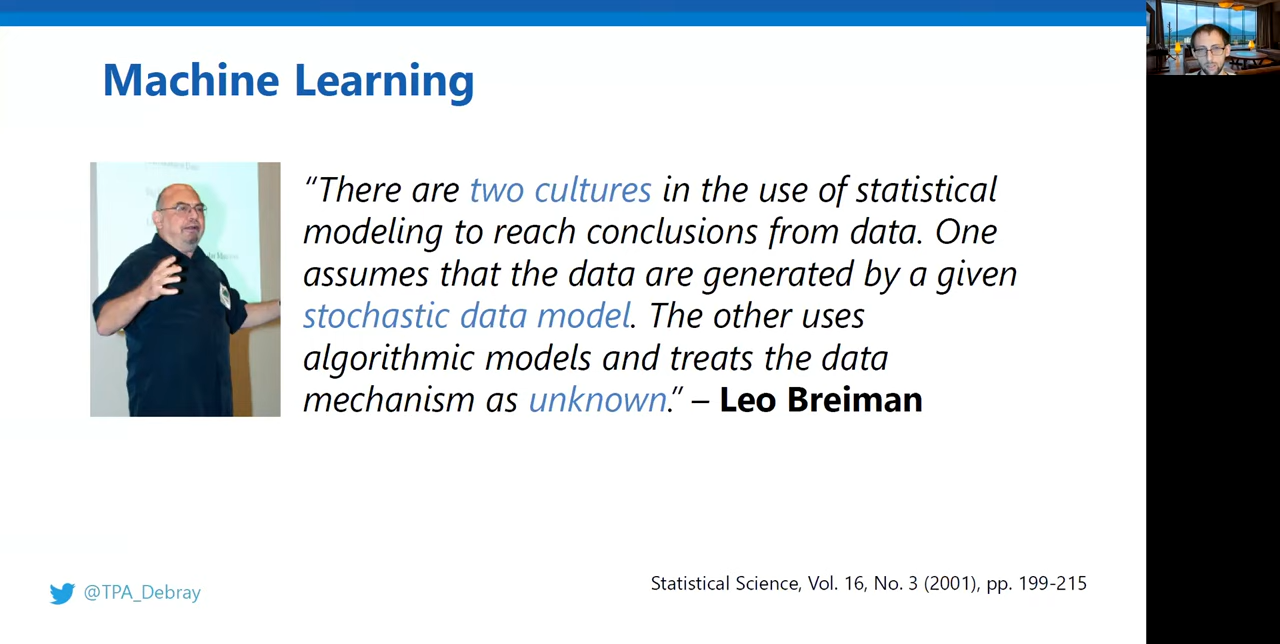 Machine Learning
“There are two cultures in the use of statistical
modeling to reach conclusions from data. One
assumes that the data are generated by a given
stochastic data model. The other uses
algorithmic models and treats the data
mechanism as unknown.” – Leo Breiman
Statistical Science, Vol. 16, No. 3 (2001), pp. 199-215
@TPA_Debray